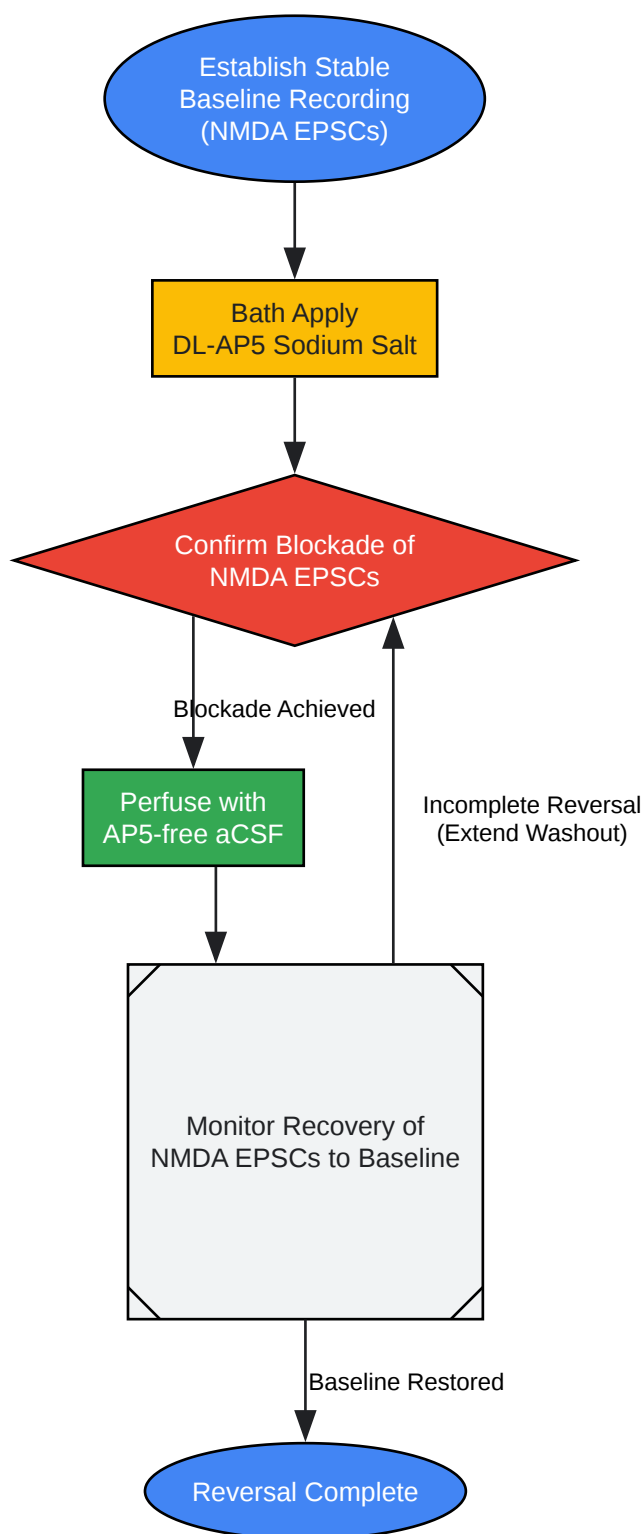 Establish Stable
Baseline Recording
(NMDA EPSCs)
Bath Apply
DL-AP5 Sodium Salt
Confirm Blockade of
NMDA EPSCs
Blockade Achieved
Perfuse with
AP5-free aCSF
Incomplete Reversal
(Extend Washout)
Monitor Recovery of
NMDA EPSCs to Baseline
Baseline Restored
Reversal Complete